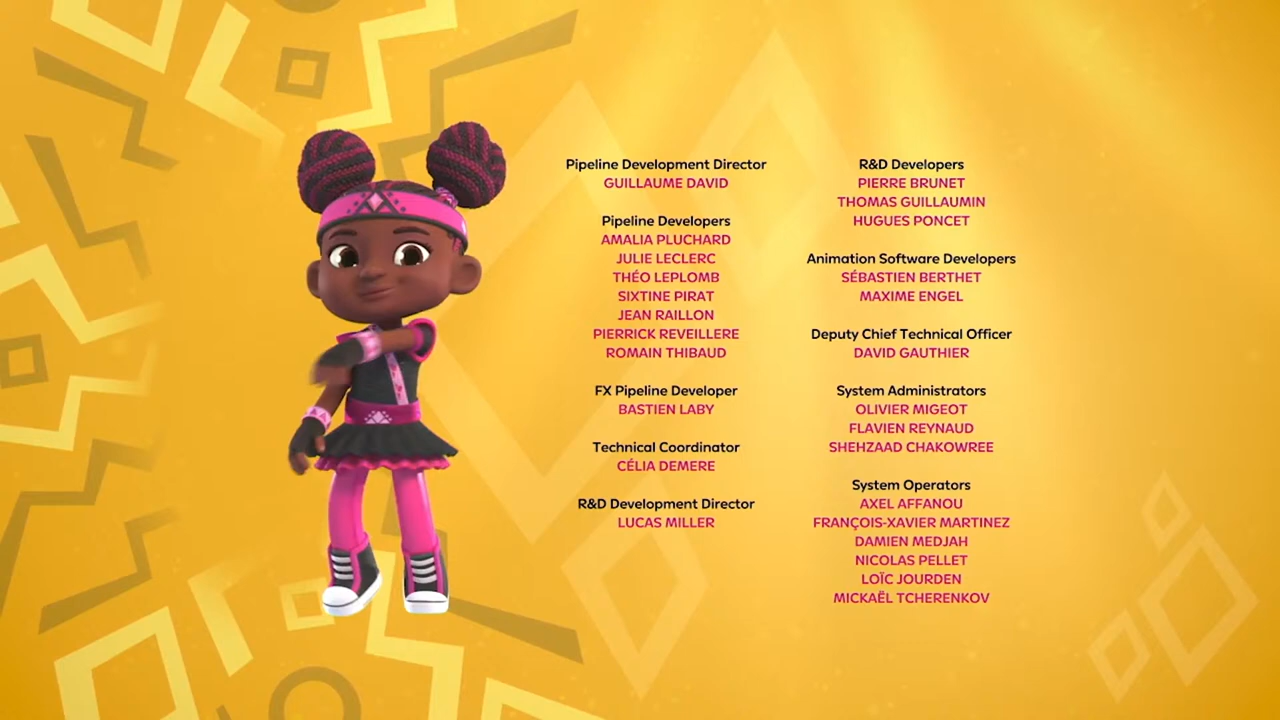 Pipeline Development Director
GUILLAUME DAVID
Pipeline Developers
AMALIA PLUCHARD
JULIE LECLERC
THÉO LEPLOMB
SIXTINE PIRAT
JEAN RAILLON
PIERRICK REVEILLERE
ROMAIN THIBAUD
FX Pipeline Developer
BASTIEN LABY
Technical Coordinator
CÉLIA DEMERE
R&D Development Director
LUCAS MILLER
R&D Developers
PIERRE BRUNET
THOMAS GUILLAUMIN
HUGUES PONCET
Animation Software Developers
SÉBASTIEN BERTHET
MAXIME ENGEL
Deputy Chief Technical Officer
DAVID GAUTHIER
System Administrators
OLIVIER MIGEOT
FLAVIEN REYNAUD
SHEHZAAD CHAKOWREE
System Operators
AXEL AFFANOU
FRANÇOIS-XAVIER MARTINEZ
DAMIEN MEDJAH
NICOLAS PELLET
LOÏC JOURDEN
MICKAËL TCHERENKOV